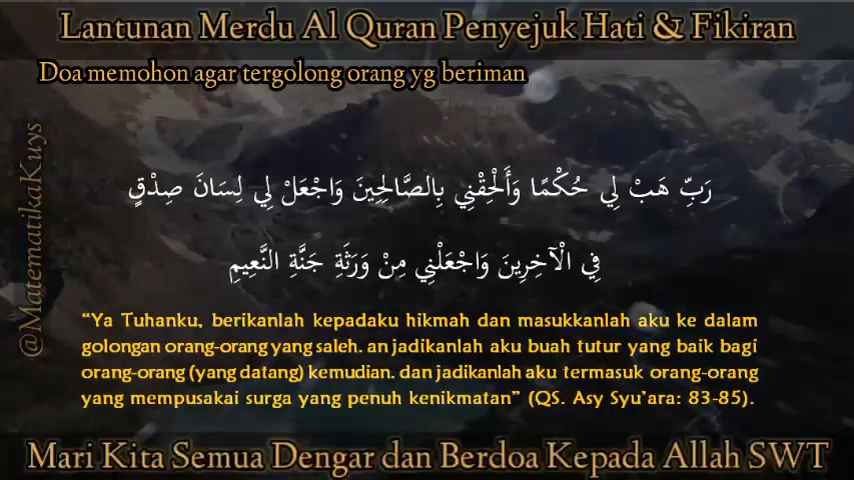 Lantunan Merdu Al Quran Penyejuk Hati & Fikiran
Doa memohon agar tergolong orang yg beriman
@MatematikaKuys
رَبِّ هَبْ لِي حُكْمًا وَأَلْحِقْنِي بِالصَّالِحِينَ وَاجْعَلْ لِي لِسَانَ صِدْقٍ
فِي الْآخِرِينَ وَاجْعَلْنِي مِنْ وَرَثَةِ جَنَّةِ النَّعِيمِ
“Ya Tuhanku, berikanlah kepadaku hikmah dan masukkanlah aku ke dalam
golongan orang-orang yang saleh. an jadikanlah aku buah tutur yang baik bagi
orang-orang (yang datang) kemudian. dan jadikanlah aku termasuk orang-orang
yang mempusakai surga yang penuh kenikmatan” (QS. Asy Syu’ara: 83-85).
Mari Kita Semua Dengar dan Berdoa Kepada Allah SWT